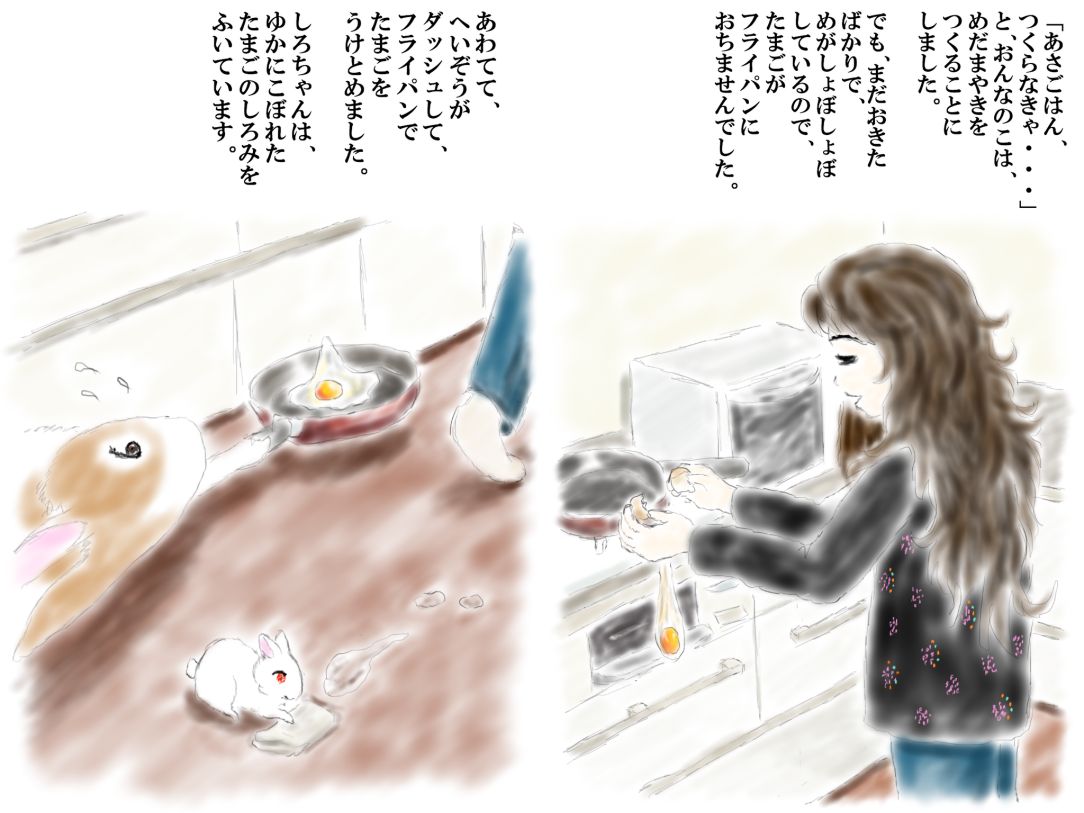 「あさごはん、
つくらなきゃ・・・」
と、おんなのこは、
めだまやきを
つくることに
しました。
でも、まだおきた
ばかりで、
めがしょぼしょぼ
しているので、
たまごが
フライパンに
おちませんでした。
あわてて、
へいぞうが
ダッシュして、
フライパンで
たまごを
うけとめました。
しろちゃんは、
ゆかにこぼれた
たまごのしろみを
ふいています。